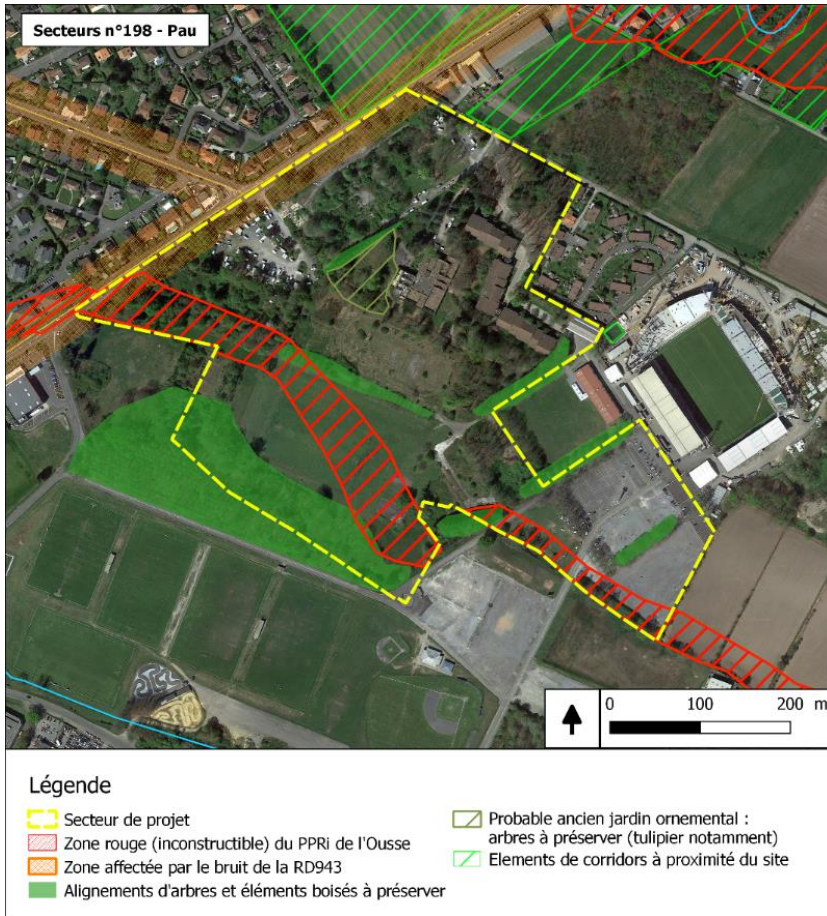 Secteurs n°198 - Pau
0 100 200 m
Légende
Secteur de projet
Zone rouge (inconstructible) du PPRi de l'Ousse
Zone affectée par le bruit de la RD943
Alignements d'arbres et éléments boisés à préserver
Probable ancien jardin ornemental :
arbres à préserver (tulipier notamment)
Elements de corridors à proximité du site